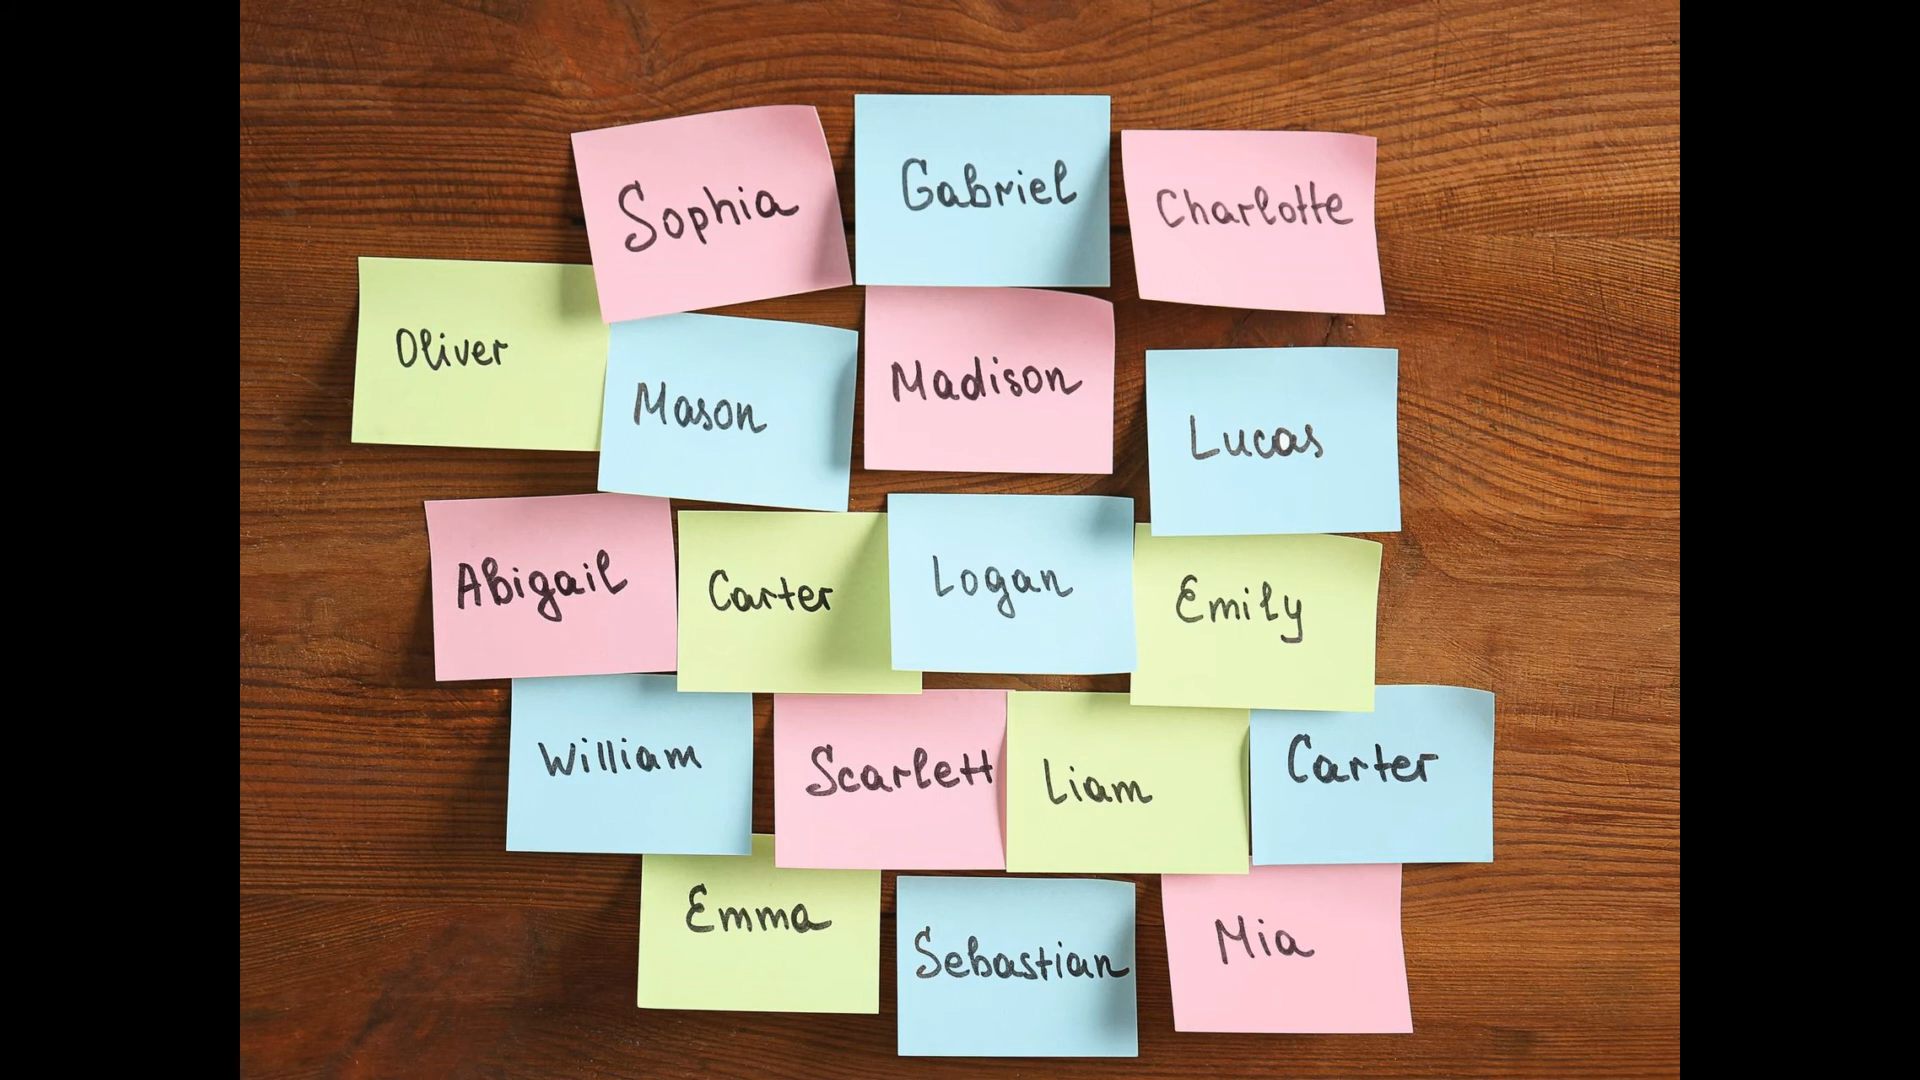 Sophia
Gabriel
Charlotte
Oliver
Mason
Madison
Lucas
Abigail
Carter
Logan
Emily
William
Scarlett
Liam
Carter
Emma
Sebastian
Mia